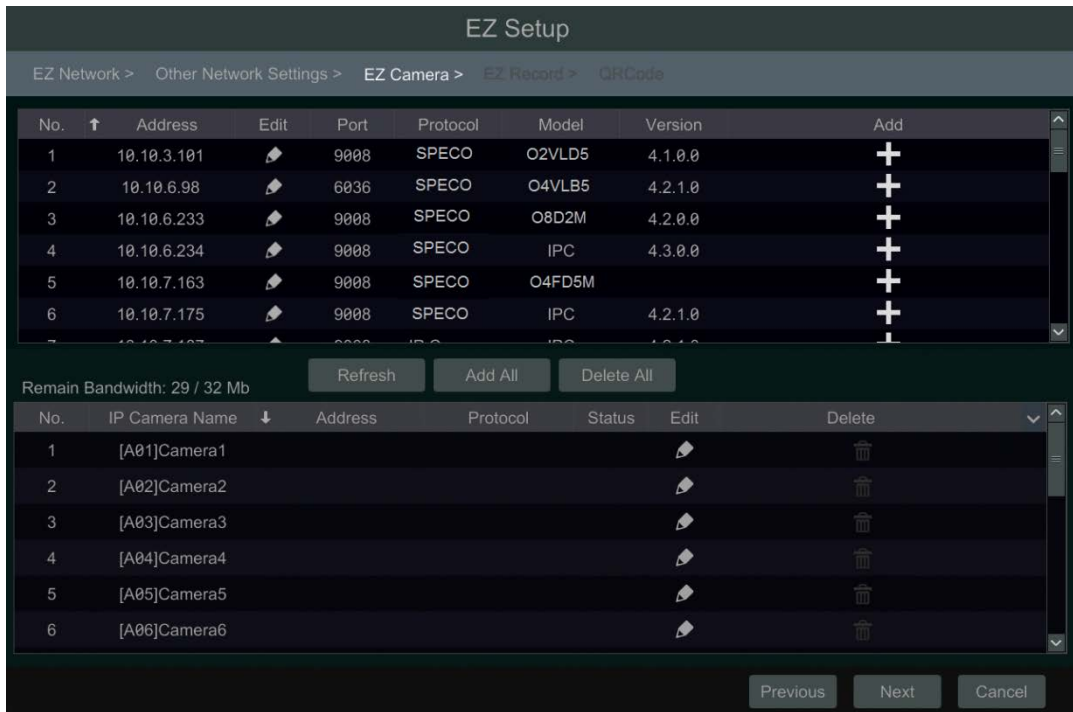 EZ Setup
EZ Network > Other Network Settings > EZ Camera > EZ Record > QRCode
No. Address Edit Port Protocol Model Version Add
1 10.10.3.101 9008 SPECO O2VLD5 4.1.0.0
2 10.10.6.98 6036 SPECO O4VLB5 4.2.1.0
3 10.10.6.233 9008 SPECO O8D2M 4.2.0.0
4 10.10.6.234 9008 SPECO IPC 4.3.0.0
5 10.10.7.163 9008 SPECO O4FD5M
6 10.10.7.175 9008 SPECO IPC 4.2.1.0
Remain Bandwidth: 29 / 32 Mb Refresh Add All Delete All
No. IP Camera Name Address Protocol Status Edit Delete
1 [A01]Camera1
2 [A02]Camera2
3 [A03]Camera3
4 [A04]Camera4
5 [A05]Camera5
6 [A06]Camera6
Previous Next Cancel